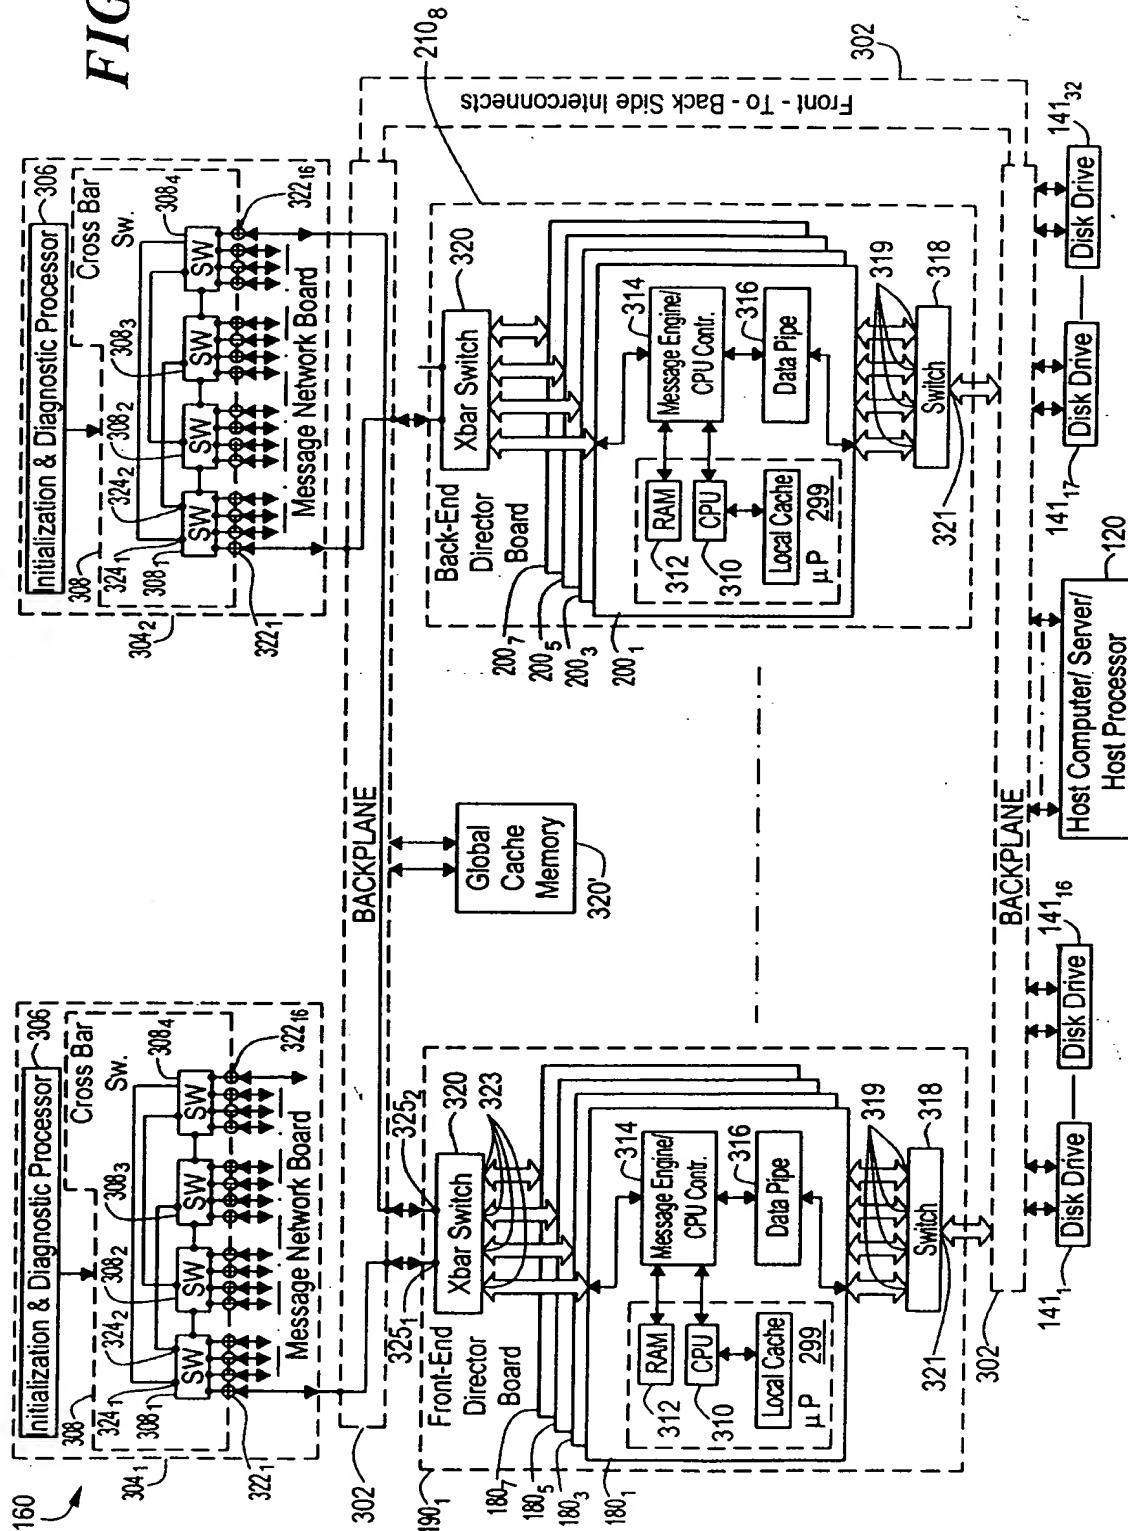 FIG
160
304₁
308
324₁
308₁
324₂
308₂
308₃
308₄
306
Initialization & Diagnostic Processor
Cross Bar
Sw.
SW
SW
SW
SW
322₁
322₁₆
Message Network Board
304₂
308
324₁
308₁
324₂
308₂
308₃
308₄
306
Initialization & Diagnostic Processor
Cross Bar
Sw.
SW
SW
SW
SW
322₁
322₁₆
Message Network Board
302
BACKPLANE
Front - To - Back Side Interconnects
302
190₁
Front-End
Director
Board
325₁
325₂
320
Xbar Switch
323
180₇
180₅
180₃
180₁
314
Message Engine/
CPU Contr.
316
Data Pipe
RAM
312
CPU
310
Local Cache
µP
299
319
318
Switch
321
Global
Cache
Memory
320'
210₈
Back-End
Director
Board
320
Xbar Switch
200₇
200₅
200₃
200₁
314
Message Engine/
CPU Contr.
316
Data Pipe
RAM
312
CPU
310
Local Cache
µP
299
319
318
Switch
321
302
BACKPLANE
141₁
Disk Drive
Disk Drive
141₁₆
Host Computer/ Server/
Host Processor
120
141₁₇
Disk Drive
Disk Drive
141₃₂